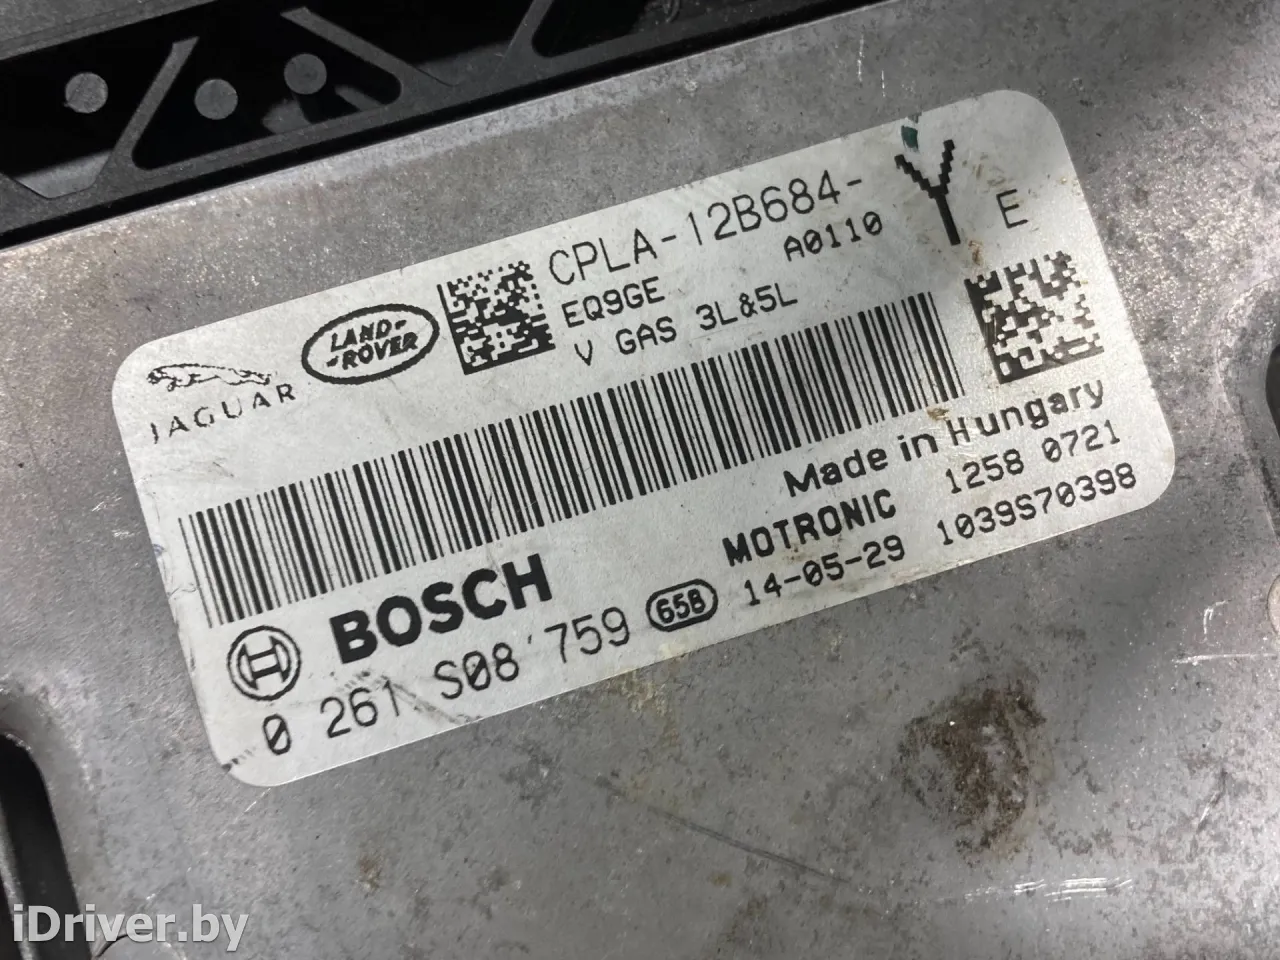 CPLA-12B684-
Y
E
EQ9GE
A0110
V GAS 3L&5L
LAND-
-ROVER
JAGUAR
Made in Hungary
MOTRONIC
1258 0721
BOSCH
14-05-29
1039S70398
0 261 S08 759
658
iDriver.by